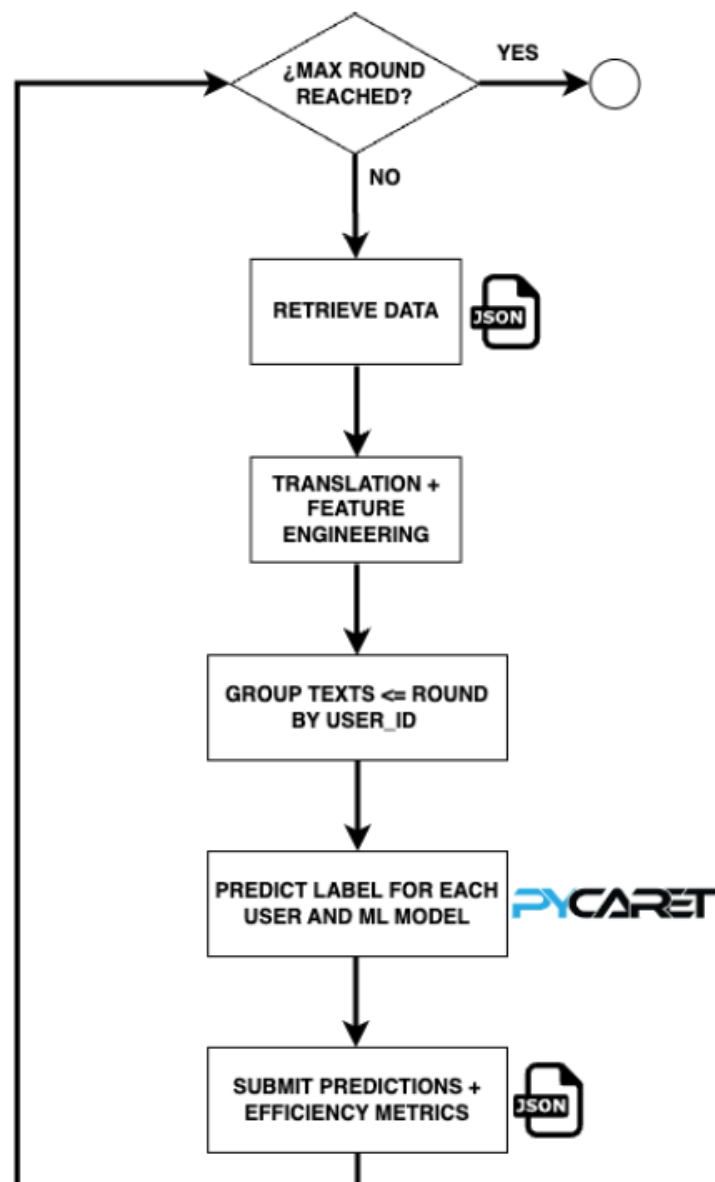 ¿MAX ROUND
REACHED?
YES
NO
RETRIEVE DATA
JSON
TRANSLATION +
FEATURE
ENGINEERING
GROUP TEXTS <= ROUND
BY USER_ID
PREDICT LABEL FOR EACH
USER AND ML MODEL
PYCARET
SUBMIT PREDICTIONS +
EFFICIENCY METRICS
JSON